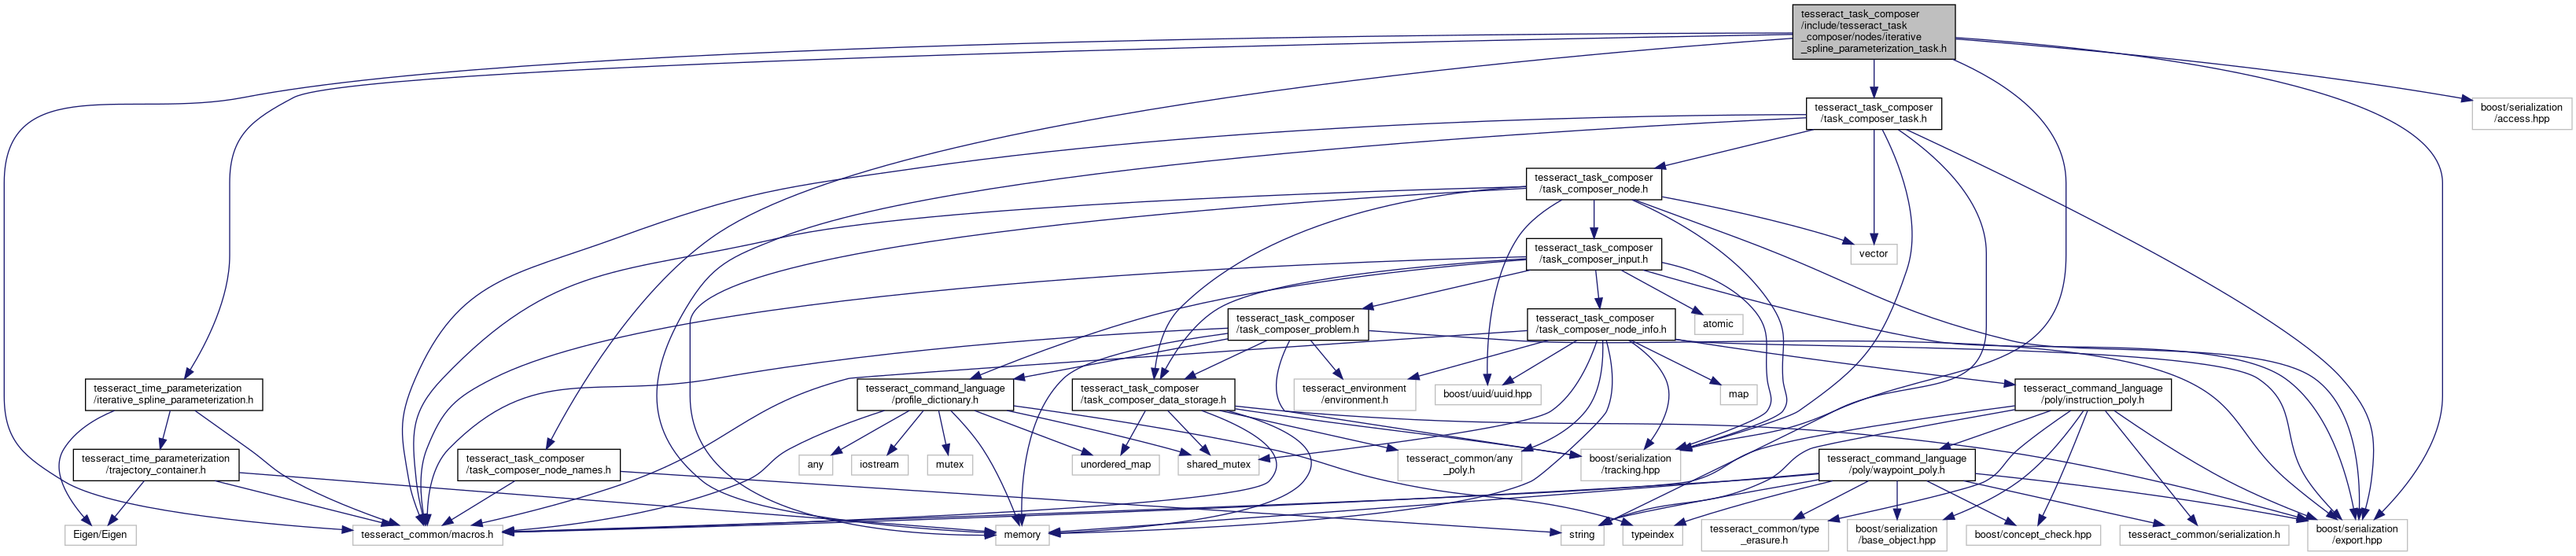 tesseract_task_composer
/include/tesseract_task
_composer/nodes/iterative
_spline_parameterization_task.h
tesseract_task_composer
/task_composer_task.h
boost/serialization
/access.hpp
tesseract_task_composer
/task_composer_node.h
tesseract_task_composer
/task_composer_input.h
vector
tesseract_task_composer
/task_composer_problem.h
tesseract_task_composer
/task_composer_node_info.h
atomic
tesseract_time_parameterization
/iterative_spline_parameterization.h
tesseract_command_language
/profile_dictionary.h
tesseract_task_composer
/task_composer_data_storage.h
tesseract_environment
/environment.h
boost/uuid/uuid.hpp
map
tesseract_command_language
/poly/instruction_poly.h
tesseract_time_parameterization
/trajectory_container.h
tesseract_task_composer
/task_composer_node_names.h
any
iostream
mutex
unordered_map
shared_mutex
tesseract_common/any
_poly.h
boost/serialization
/tracking.hpp
tesseract_command_language
/poly/waypoint_poly.h
Eigen/Eigen
tesseract_common/macros.h
memory
string
typeindex
tesseract_common/type
_erasure.h
boost/serialization
/base_object.hpp
boost/concept_check.hpp
tesseract_common/serialization.h
boost/serialization
/export.hpp